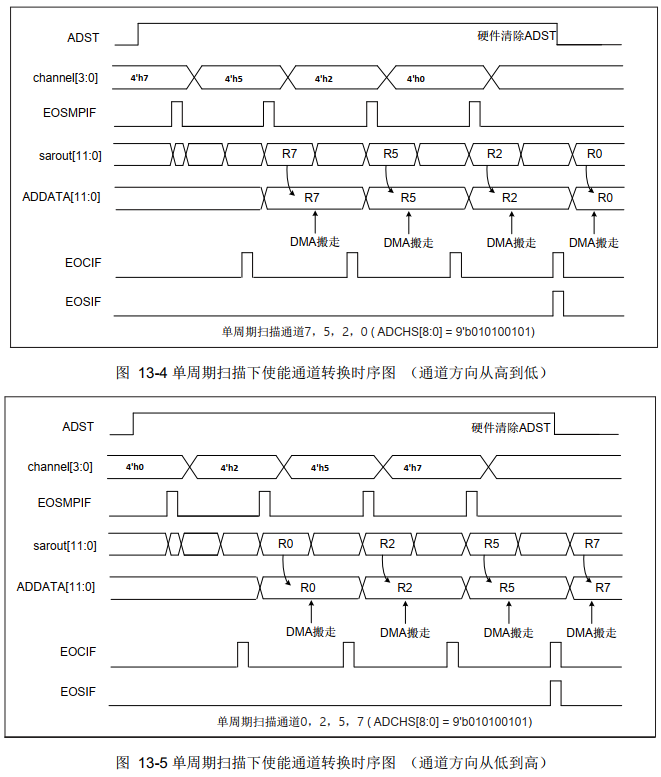 ADST 硬件清除ADST
channel[3:0] 4'h7 4'h5 4'h2 4'h0
EOSMPIF
sarout[11:0] R7 R5 R2 R0
ADDATA[11:0] R7 R5 R2 R0
DMA搬走 DMA搬走 DMA搬走 DMA搬走
EOCIF
EOSIF
单周期扫描通道7，5，2，0 ( ADCHS[8:0] = 9'b010100101)
图 13-4 单周期扫描下使能通道转换时序图 （通道方向从高到低）
ADST 硬件清除ADST
channel[3:0] 4'h0 4'h2 4'h5 4'h7
EOSMPIF
sarout[11:0] R0 R2 R5 R7
ADDATA[11:0] R0 R2 R5 R7
DMA搬走 DMA搬走 DMA搬走 DMA搬走
EOCIF
EOSIF
单周期扫描通道0，2，5，7 ( ADCHS[8:0] = 9'b010100101)
图 13-5 单周期扫描下使能通道转换时序图 （通道方向从低到高）